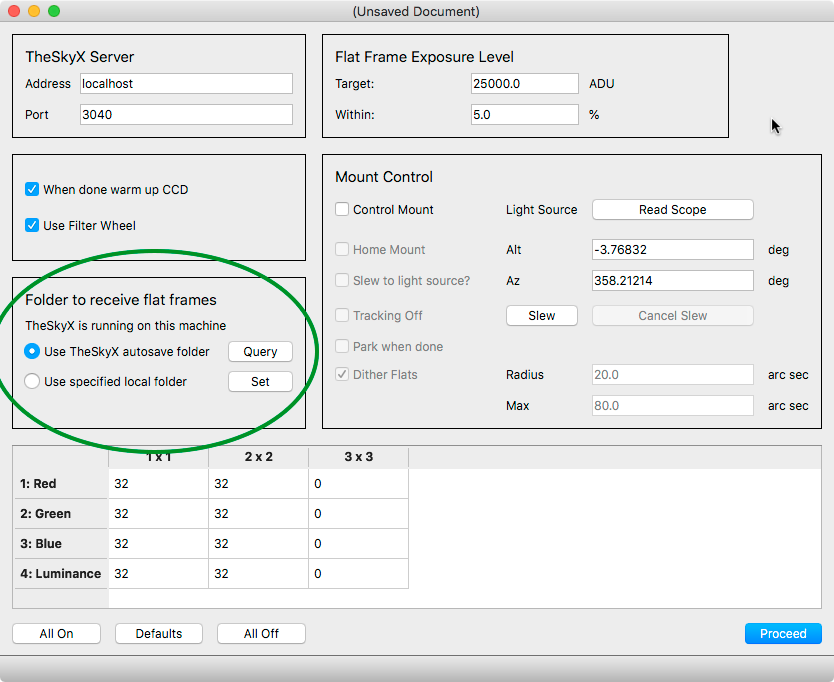 (Unsaved Document)
TheSkyX Server
Address localhost
Port 3040
Flat Frame Exposure Level
Target: 25000.0 ADU
Within: 5.0 %
When done warm up CCD
Use Filter Wheel
Folder to receive flat frames
TheSkyX is running on this machine
Use TheSkyX autosave folder Query
Use specified local folder Set
Mount Control
Control Mount Light Source Read Scope
Home Mount Alt -3.76832 deg
Slew to light source? Az 358.21214 deg
Tracking Off Slew Cancel Slew
Park when done
Dither Flats Radius 20.0 arc sec
Max 80.0 arc sec
1 x 1 2 x 2 3 x 3
1: Red 32 32 0
2: Green 32 32 0
3: Blue 32 32 0
4: Luminance 32 32 0
All On Defaults All Off Proceed